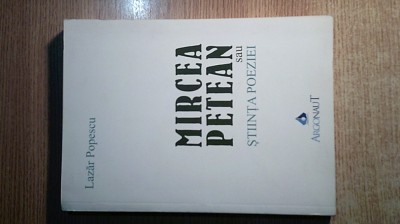 Lazăr Popescu
MIRCEA
PETEAN
sau
ȘTIINȚA POEZIEI
ARGONAUT